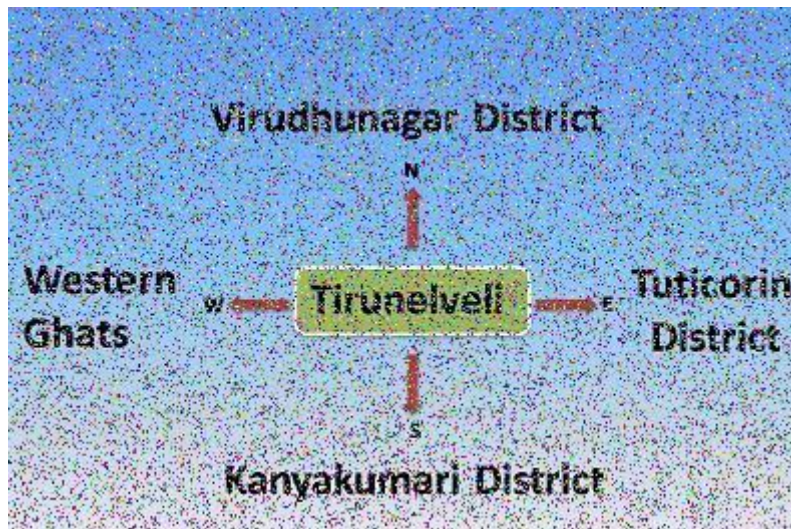 Virudhunagar District
N
Western
Ghats
W
Tirunelveli
E
Tuticorin
District
S
Kanyakumari District